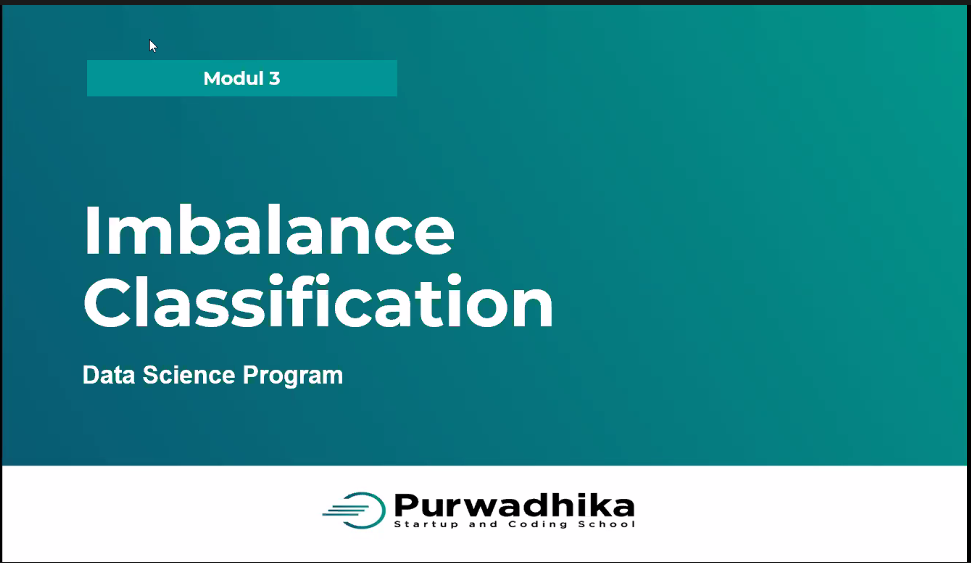 Modul 3
Imbalance
Classification
Data Science Program
Purwadhika
Startup and Coding School